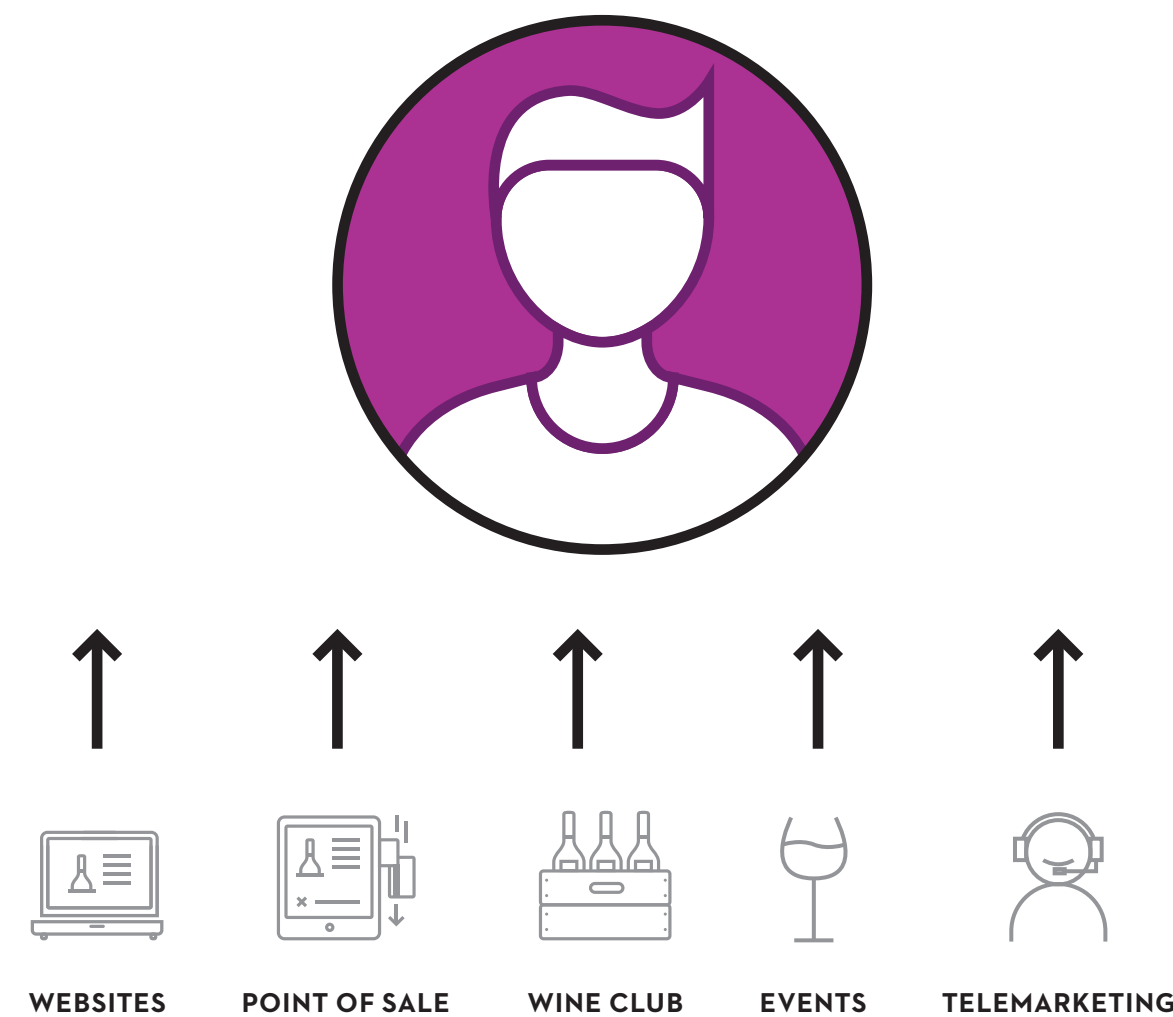 WEBSITES
POINT OF SALE
WINE CLUB
EVENTS
TELEMARKETING